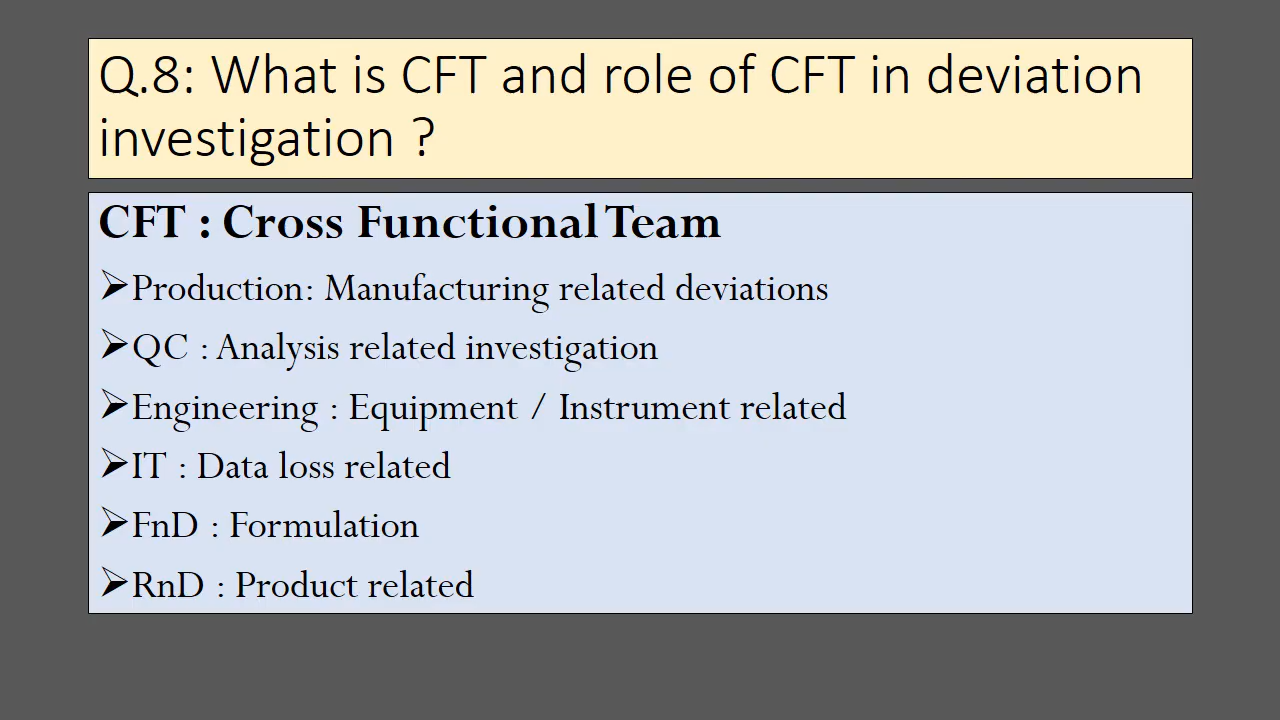 Q.8: What is CFT and role of CFT in deviation
investigation ?
CFT : Cross Functional Team
➢Production: Manufacturing related deviations
➢QC : Analysis related investigation
➢Engineering : Equipment / Instrument related
➢IT : Data loss related
➢FnD : Formulation
➢RnD : Product related